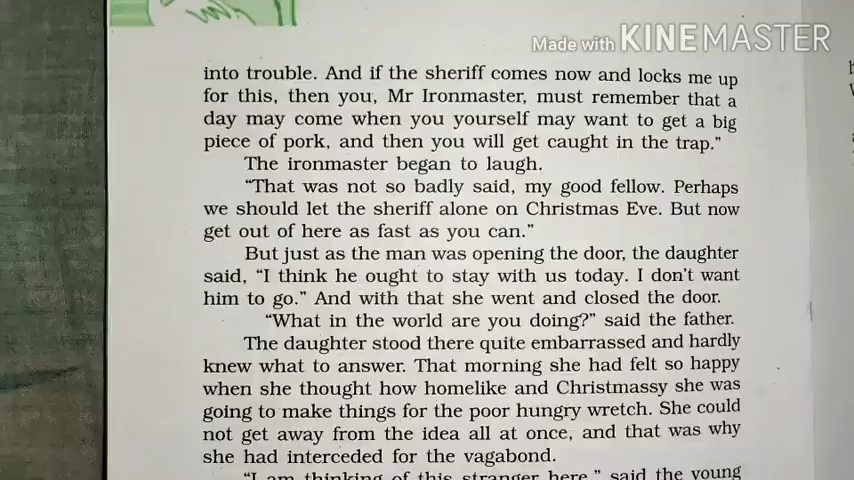 Made with KINEMASTER
into trouble. And if the sheriff comes now and locks me up
for this, then you, Mr Ironmaster, must remember that a
day may come when you yourself may want to get a big
piece of pork, and then you will get caught in the trap.”
The ironmaster began to laugh.
“That was not so badly said, my good fellow. Perhaps
we should let the sheriff alone on Christmas Eve. But now
get out of here as fast as you can.”
But just as the man was opening the door, the daughter
said, “I think he ought to stay with us today. I don’t want
him to go.” And with that she went and closed the door.
“What in the world are you doing?” said the father.
The daughter stood there quite embarrassed and hardly
knew what to answer. That morning she had felt so happy
when she thought how homelike and Christmassy she was
going to make things for the poor hungry wretch. She could
not get away from the idea all at once, and that was why
she had interceded for the vagabond.
“I am thinking of this stranger here,” said the young